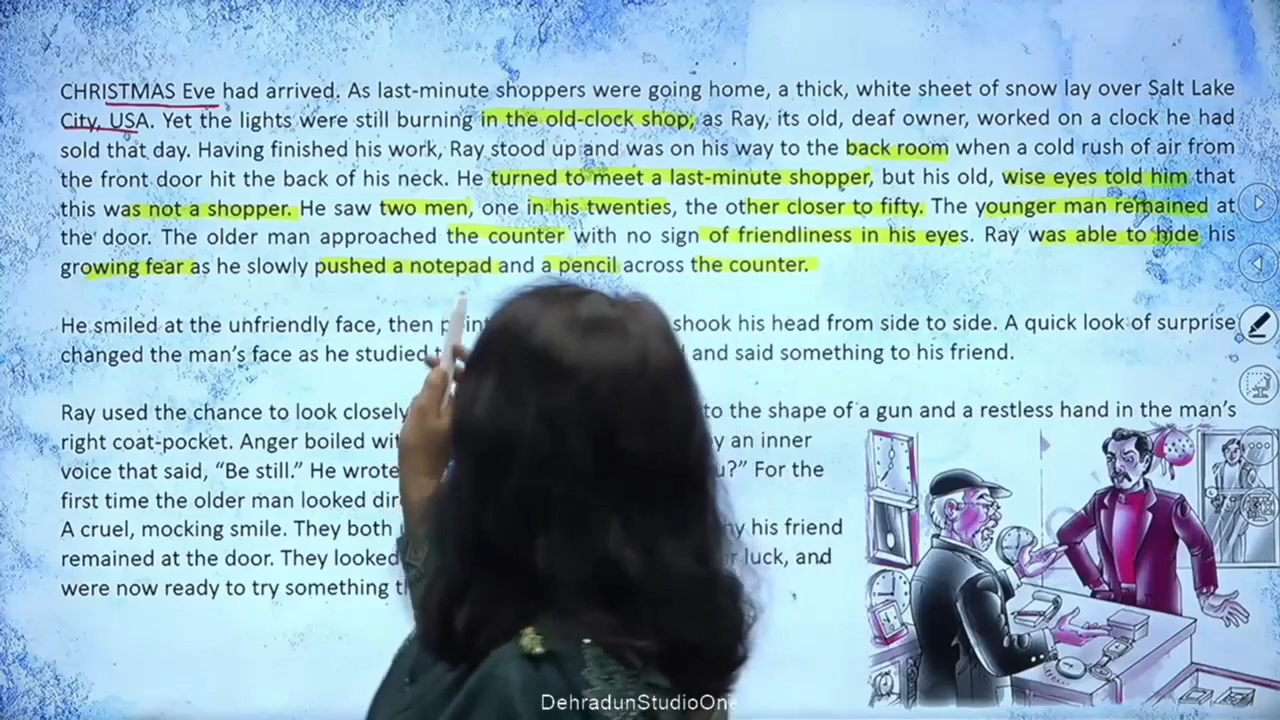 CHRISTMAS Eve had arrived. As last-minute shoppers were going home, a thick, white sheet of snow lay over Salt Lake
City, USA. Yet the lights were still burning in the old-clock shop, as Ray, its old, deaf owner, worked on a clock he had
sold that day. Having finished his work, Ray stood up and was on his way to the back room when a cold rush of air from
the front door hit the back of his neck. He turned to meet a last-minute shopper, but his old, wise eyes told him that
this was not a shopper. He saw two men, one in his twenties, the other closer to fifty. The younger man remained at
the door. The older man approached the counter with no sign of friendliness in his eyes. Ray was able to hide his
growing fear as he slowly pushed a notepad and a pencil across the counter.
He smiled at the unfriendly face, then shook his head from side to side. A quick look of surprise
changed the man's face as he studied and said something to his friend.
Ray used the chance to look closely to the shape of a gun and a restless hand in the man's
right coat-pocket. Anger boiled an inner
voice that said, "Be still." He wrote For the
first time the older man looked
A cruel, mocking smile. They both his friend
remained at the door. They looked luck, and
were now ready to try something
DehradunStudioOne